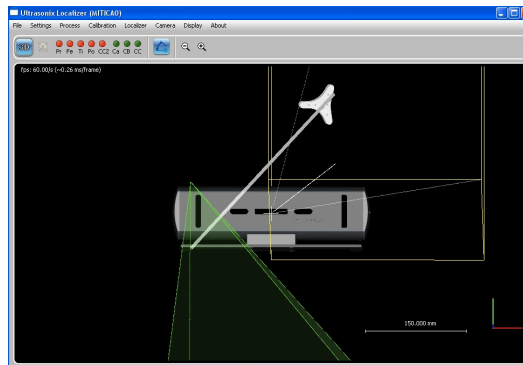 Ultrasonix Localizer (MITICA0)
File Settings Process Calibration Localizer Camera Display About
3D Pr Fe Ti Po CC2 Ca CB CC
fps: 60.00/s (~0.26 ms/frame)
150.000 mm